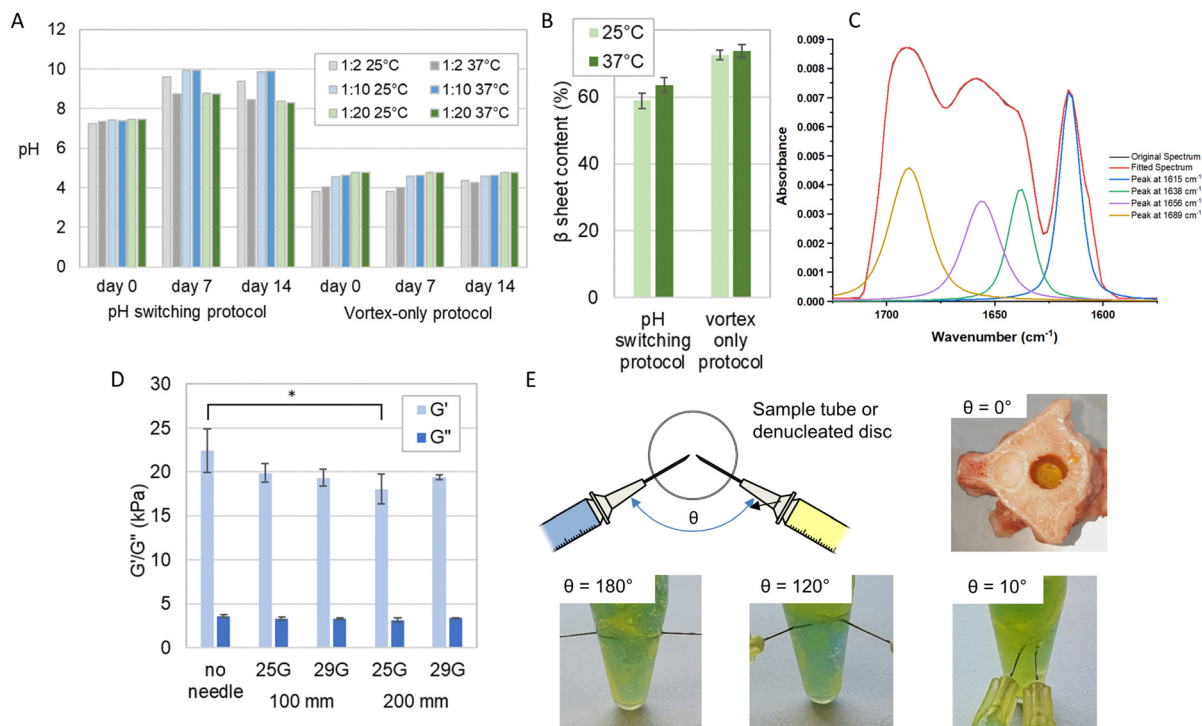 A
12
10
8
6
4
2
0
pH
1:2 25°C
1:2 37°C
1:10 25°C
1:10 37°C
1:20 25°C
1:20 37°C
day 0
day 7
day 14
day 0
day 7
day 14
pH switching protocol
Vortex-only protocol
B
β sheet content (%)
60
40
20
0
25°C
37°C
pH
switching
protocol
vortex
only
protocol
C
Absorbance
0.009
0.008
0.007
0.006
0.005
0.004
0.003
0.002
0.001
0.000
1700
1650
1600
Wavenumber (cm⁻¹)
Original Spectrum
Fitted Spectrum
Peak at 1615 cm⁻¹
Peak at 1638 cm⁻¹
Peak at 1656 cm⁻¹
Peak at 1689 cm⁻¹
D
G'/G" (kPa)
30
25
20
15
10
5
0
*
G'
G"
no
needle
25G
29G
25G
29G
100 mm
200 mm
E
Sample tube or
denucleated disc
θ
θ = 0°
θ = 180°
θ = 120°
θ = 10°